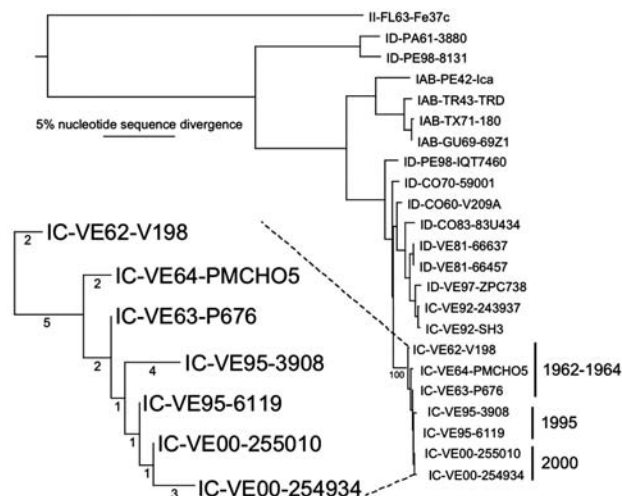 II-FL63-Fe37c
ID-PA61-3880
ID-PE98-8131
IAB-PE42-Ica
IAB-TR43-TRD
IAB-TX71-180
IAB-GU69-69Z1
5% nucleotide sequence divergence
ID-PE98-IQT7460
ID-CO70-59001
ID-CO60-V209A
ID-CO83-83U434
ID-VE81-66637
ID-VE81-66457
ID-VE97-ZPC738
IC-VE92-243937
IC-VE92-SH3
IC-VE62-V198
IC-VE64-PMCHO5
IC-VE63-P676
IC-VE95-3908
IC-VE95-6119
IC-VE00-255010
IC-VE00-254934
100
1962-1964
1995
2000
2
IC-VE62-V198
2
IC-VE64-PMCHO5
5
IC-VE63-P676
2
4
IC-VE95-3908
1
IC-VE95-6119
1
IC-VE00-255010
1
3
IC-VE00-254934